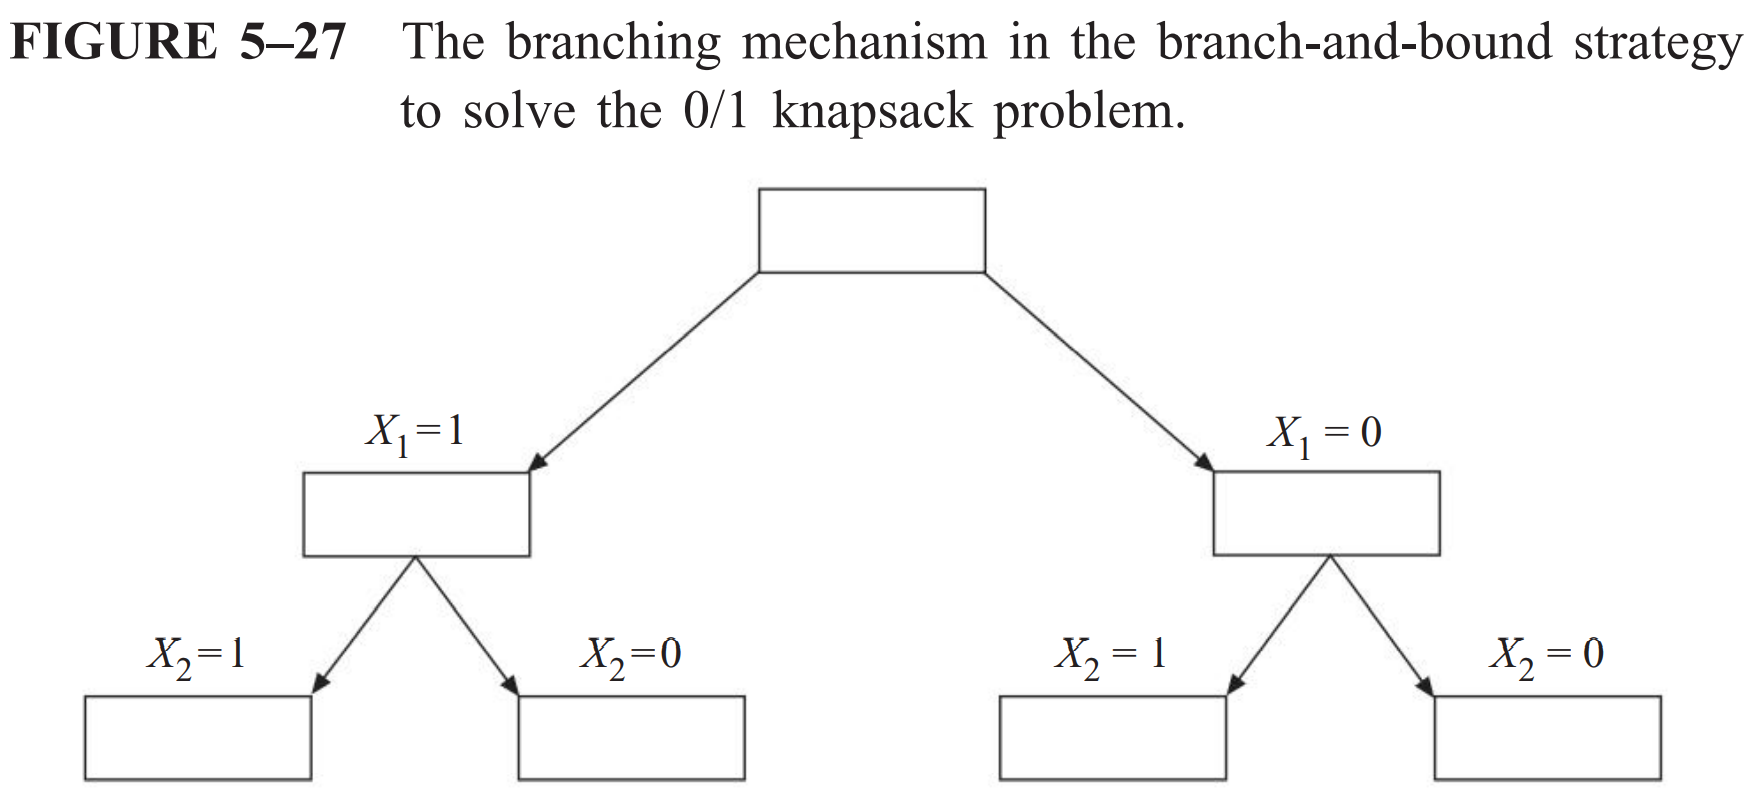 FIGURE 5–27 The branching mechanism in the branch-and-bound strategy
to solve the 0/1 knapsack problem.
X₁=1
X₁ = 0
X₂=1
X₂=0
X₂ = 1
X₂ = 0